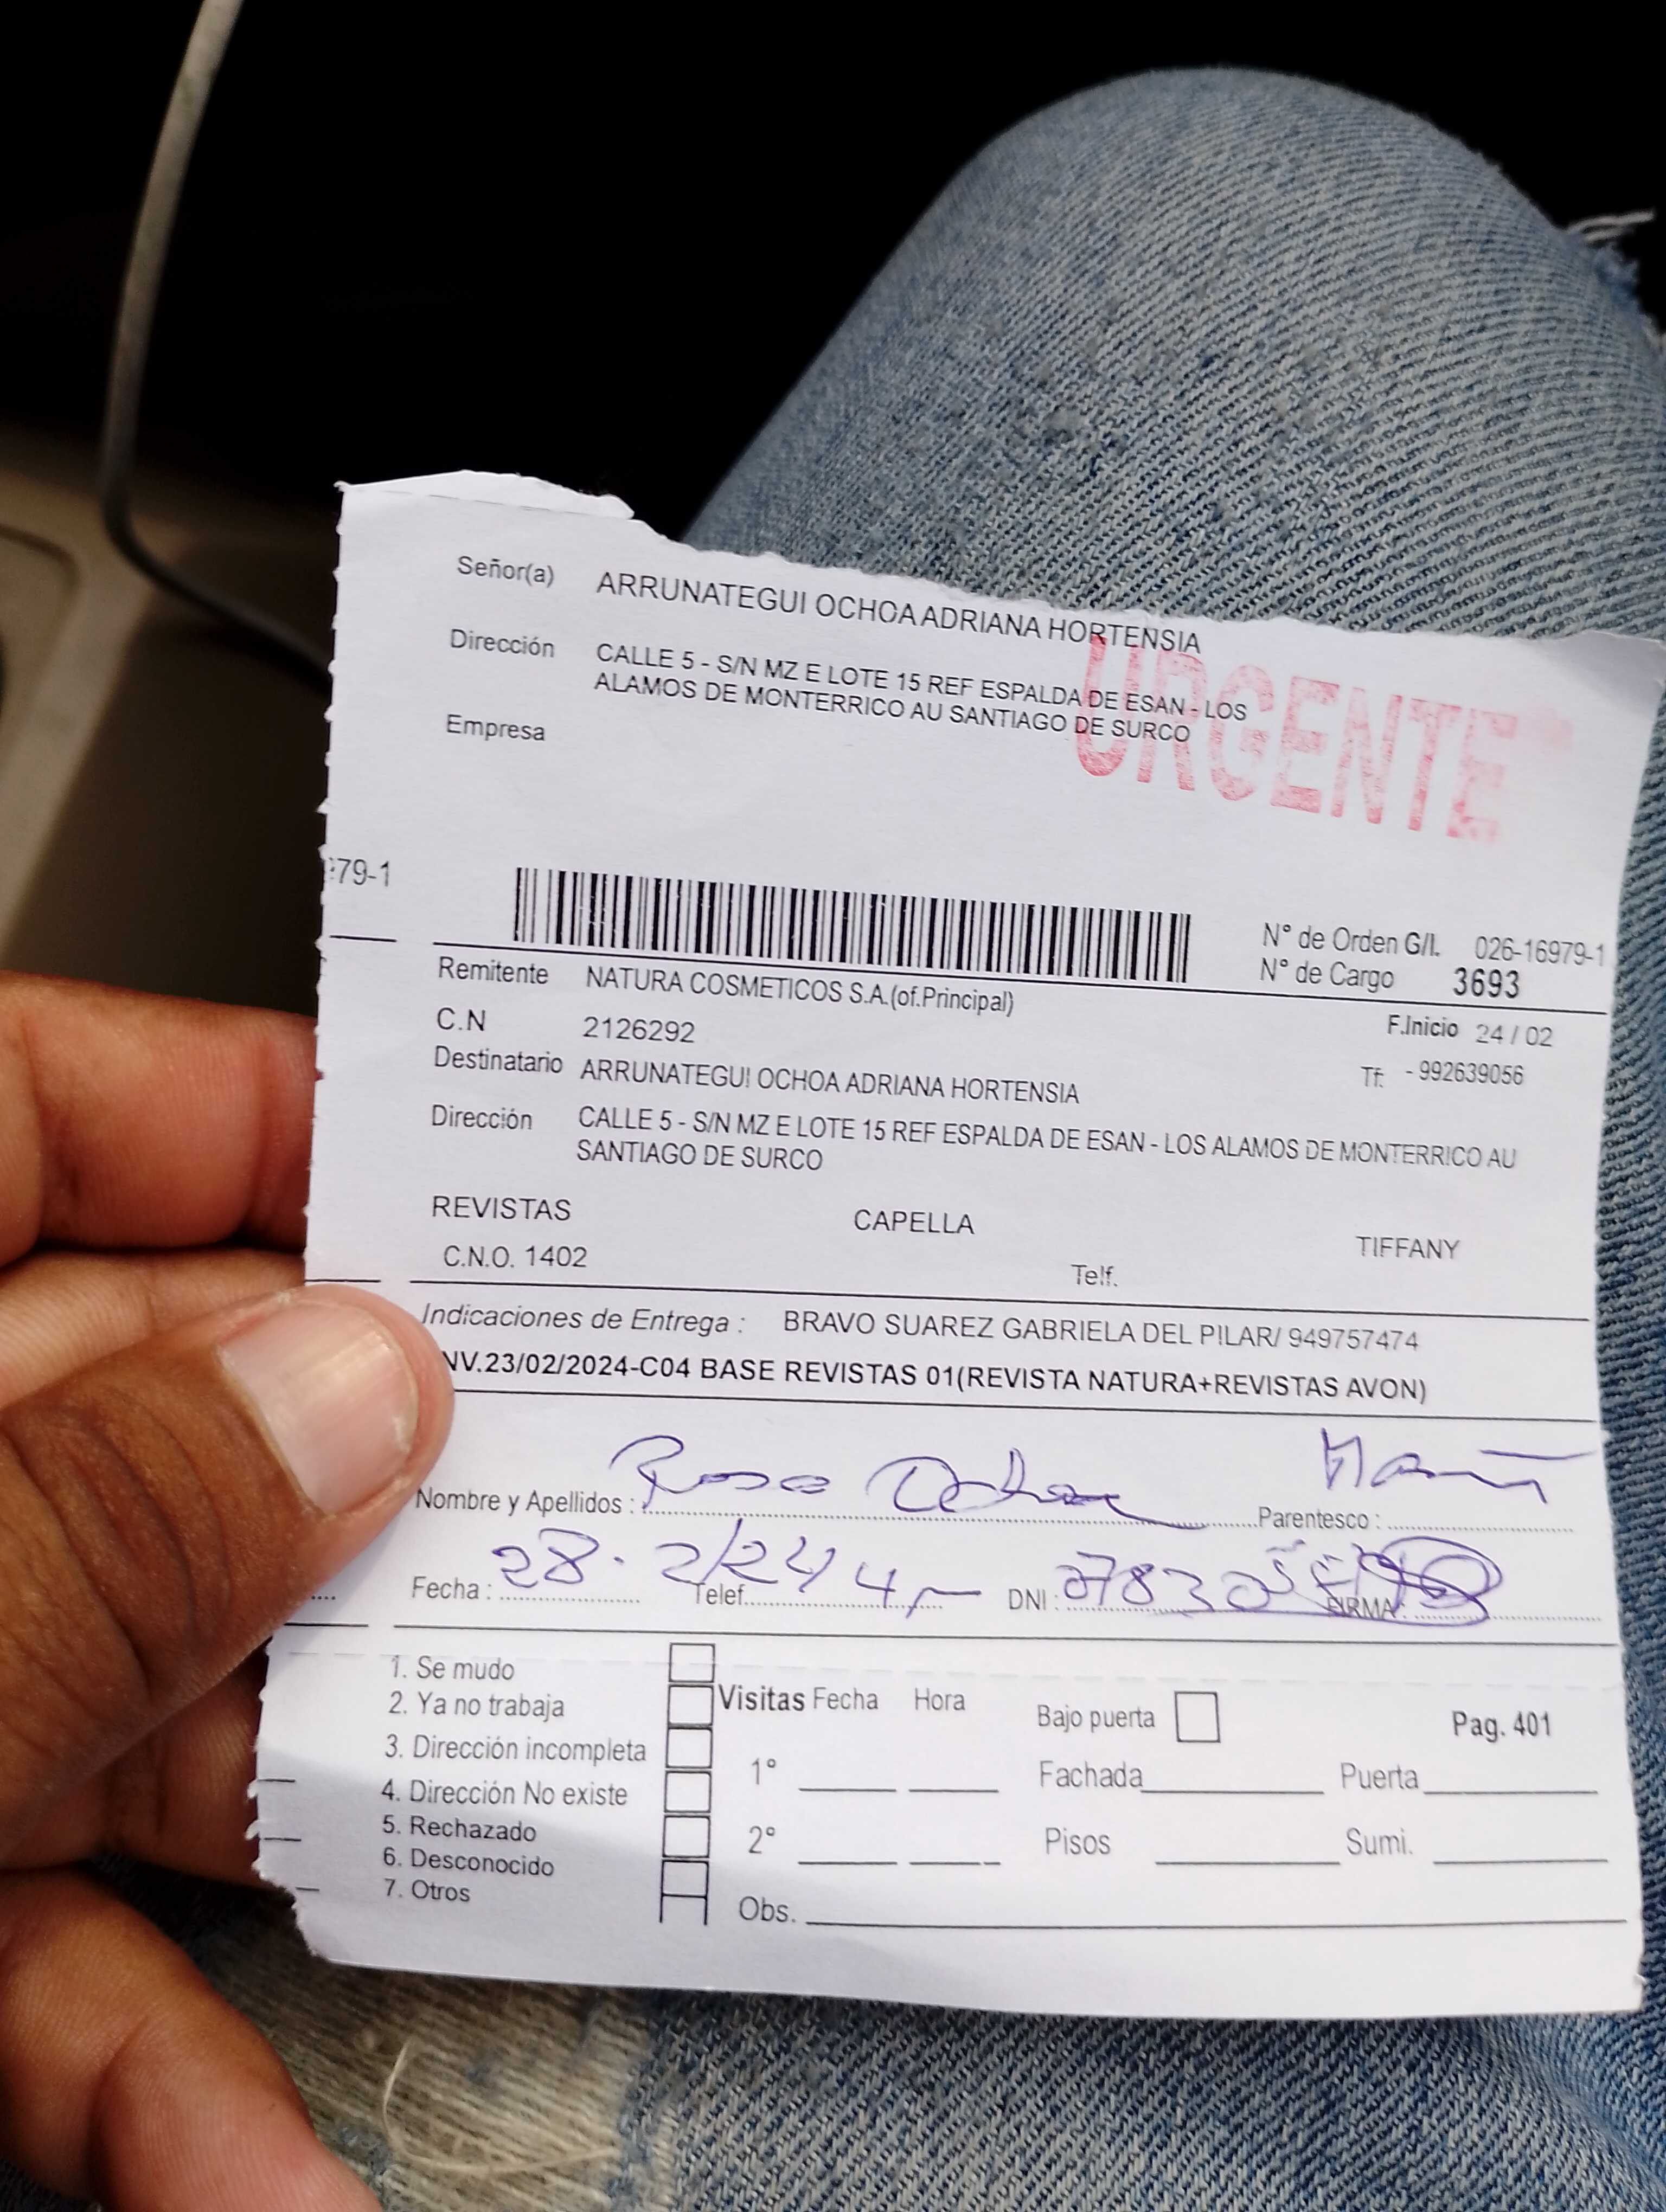 Señor(a) ARRUNATEGUI OCHOA ADRIANA HORTENSIA
Dirección CALLE 5 - S/N MZ E LOTE 15 REF ESPALDA DE ESAN - LOS
ALAMOS DE MONTERRICO AU SANTIAGO DE SURCO
URGENTE
Empresa
79-1
N° de Orden G/I. 026-16979-1
N° de Cargo 3693
Remitente NATURA COSMETICOS S.A.(of.Principal)
C.N 2126292 F.Inicio 24 / 02
Destinatario ARRUNATEGUI OCHOA ADRIANA HORTENSIA Tf: - 992639056
Dirección CALLE 5 - S/N MZ E LOTE 15 REF ESPALDA DE ESAN - LOS ALAMOS DE MONTERRICO AU
SANTIAGO DE SURCO
REVISTAS CAPELLA TIFFANY
C.N.O. 1402 Telf.
Indicaciones de Entrega : BRAVO SUAREZ GABRIELA DEL PILAR/ 949757474
NV.23/02/2024-C04 BASE REVISTAS 01(REVISTA NATURA+REVISTAS AVON)
Nombre y Apellidos : Rosa Ochoa Parentesco :
Fecha : 28. 2/24 Telef. DNI : FIRMA :
1. Se mudo
2. Ya no trabaja Visitas Fecha Hora Bajo puerta Pag. 401
3. Dirección incompleta 1° Fachada Puerta
4. Dirección No existe
5. Rechazado 2° Pisos Sumi.
6. Desconocido
7. Otros Obs.